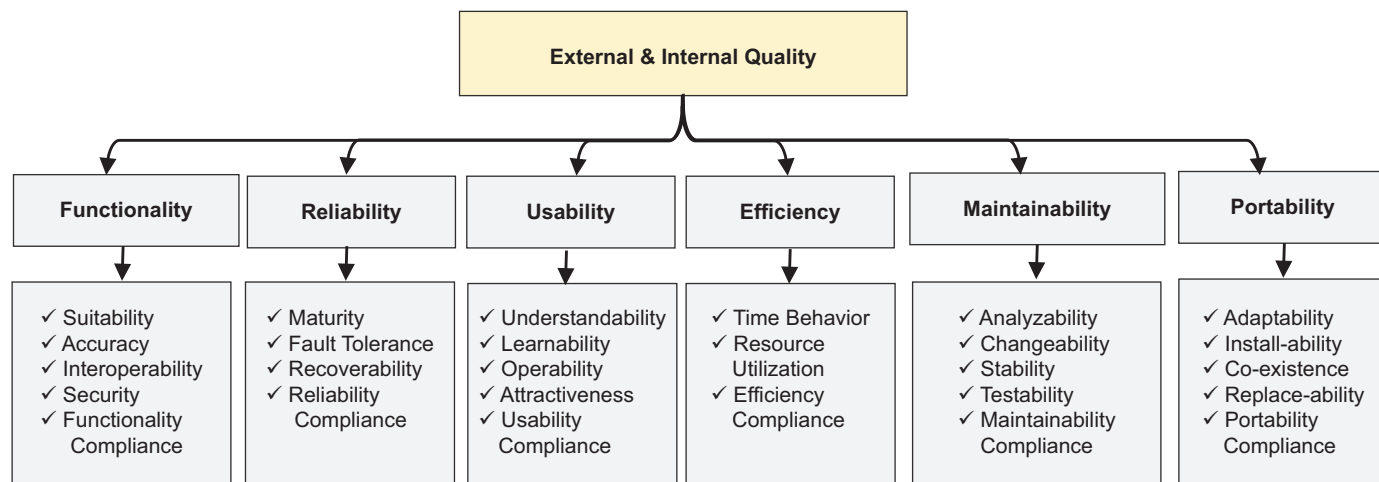 External & Internal Quality
Functionality
Reliability
Usability
Efficiency
Maintainability
Portability
✓ Suitability
✓ Accuracy
✓ Interoperability
✓ Security
✓ Functionality
Compliance
✓ Maturity
✓ Fault Tolerance
✓ Recoverability
✓ Reliability
Compliance
✓ Understandability
✓ Learnability
✓ Operability
✓ Attractiveness
✓ Usability
Compliance
✓ Time Behavior
✓ Resource
Utilization
✓ Efficiency
Compliance
✓ Analyzability
✓ Changeability
✓ Stability
✓ Testability
✓ Maintainability
Compliance
✓ Adaptability
✓ Install-ability
✓ Co-existence
✓ Replace-ability
✓ Portability
Compliance